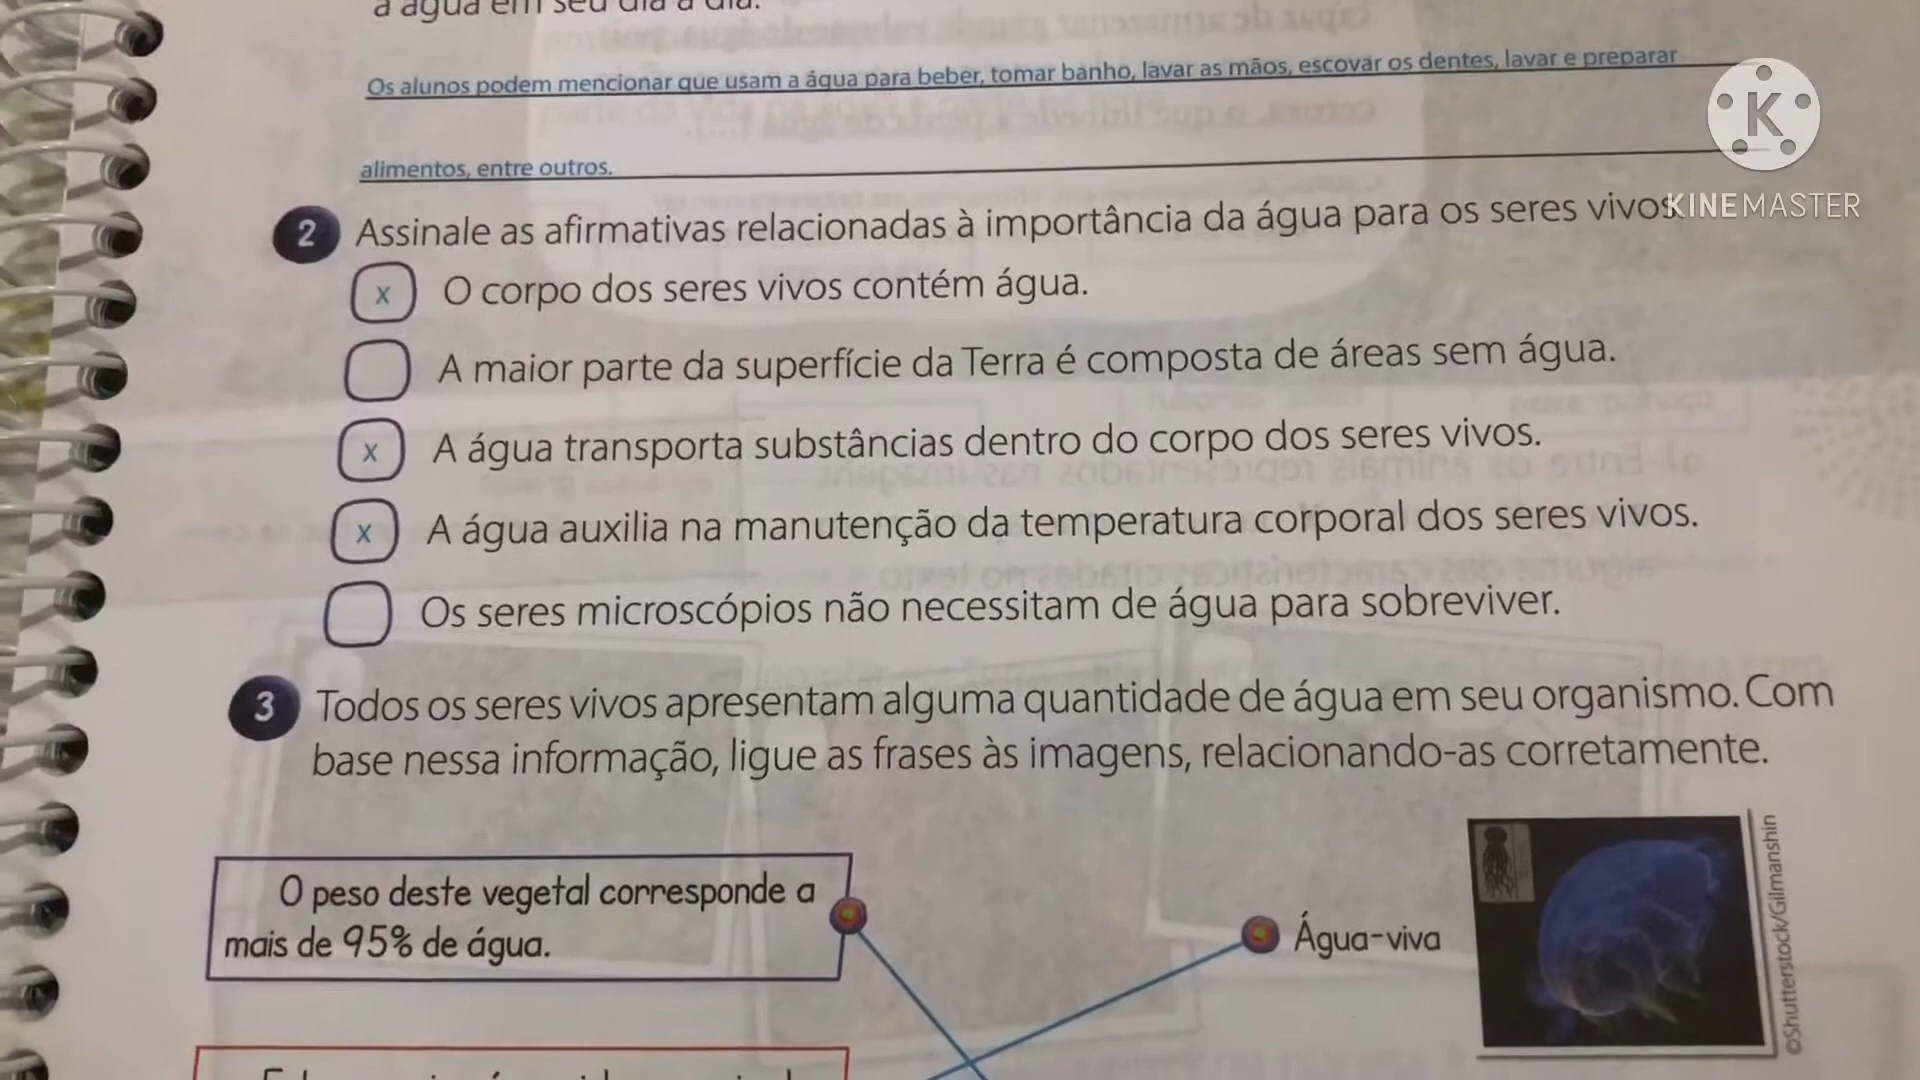 a água em seu dia a dia.
Os alunos podem mencionar que usam a água para beber, tomar banho, lavar as mãos, escovar os dentes, lavar e preparar
alimentos, entre outros.
K
KINEMASTER
2 Assinale as afirmativas relacionadas à importância da água para os seres vivos
x O corpo dos seres vivos contém água.
A maior parte da superfície da Terra é composta de áreas sem água.
x A água transporta substâncias dentro do corpo dos seres vivos.
x A água auxilia na manutenção da temperatura corporal dos seres vivos.
Os seres microscópios não necessitam de água para sobreviver.
3 Todos os seres vivos apresentam alguma quantidade de água em seu organismo. Com
base nessa informação, ligue as frases às imagens, relacionando-as corretamente.
O peso deste vegetal corresponde a
mais de 95% de água.
Água-viva
©Shutterstock/Gilmanshin